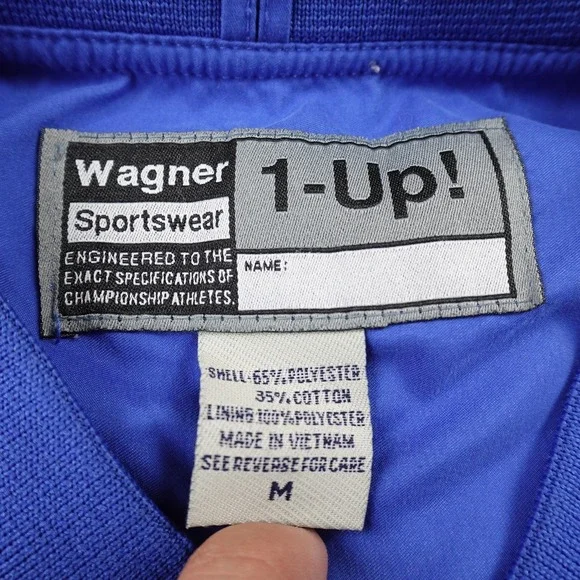 Wagner
Sportswear
ENGINEERED TO THE
EXACT SPECIFICATIONS OF
CHAMPIONSHIP ATHLETES.
1-Up!
NAME:
SHELL-65% POLYESTER
35% COTTON
LINING 100% POLYESTER
MADE IN VIETNAM
SEE REVERSE FOR CARE
M